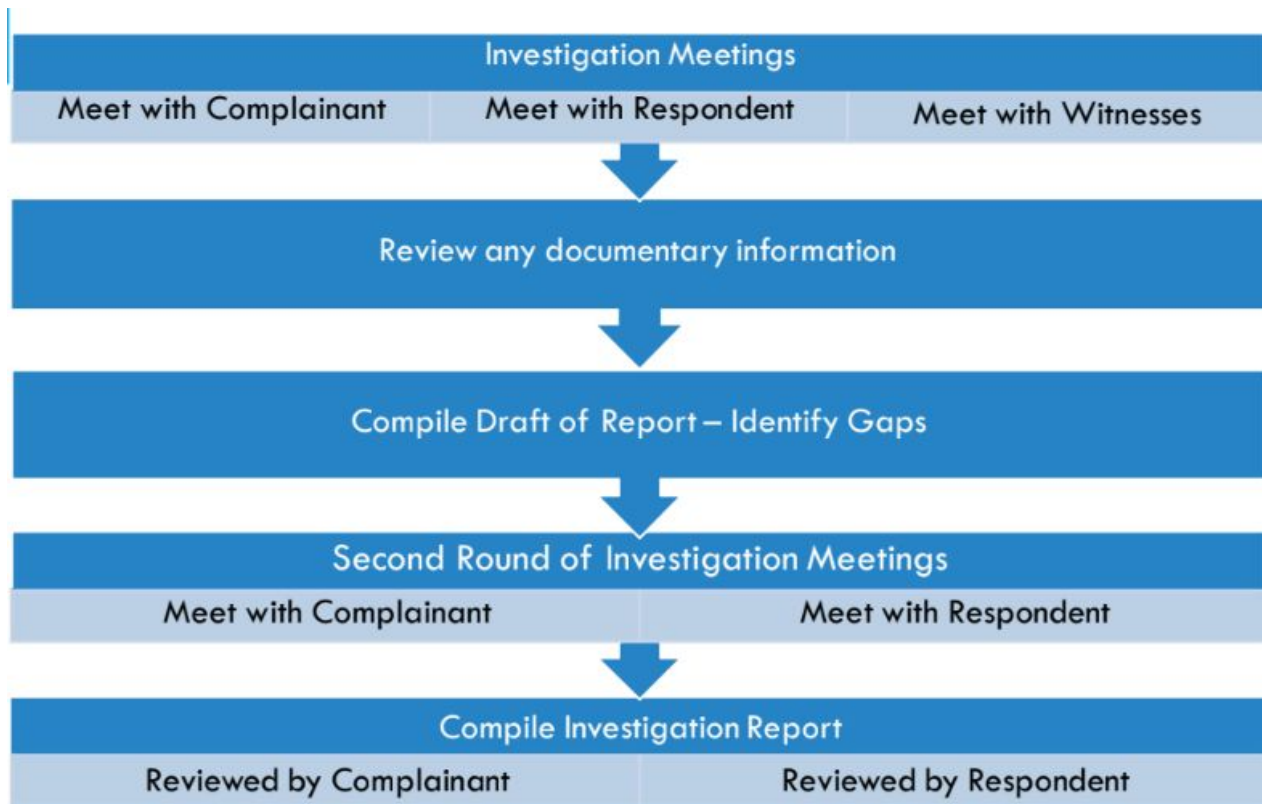 Investigation Meetings
Meet with Complainant
Meet with Respondent
Meet with Witnesses
Review any documentary information
Compile Draft of Report – Identify Gaps
Second Round of Investigation Meetings
Meet with Complainant
Meet with Respondent
Compile Investigation Report
Reviewed by Complainant
Reviewed by Respondent